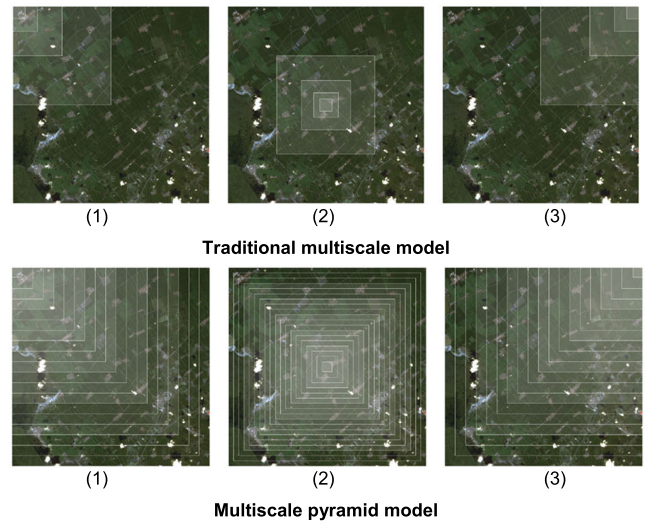 (1) (2) (3)
Traditional multiscale model
(1) (2) (3)
Multiscale pyramid model